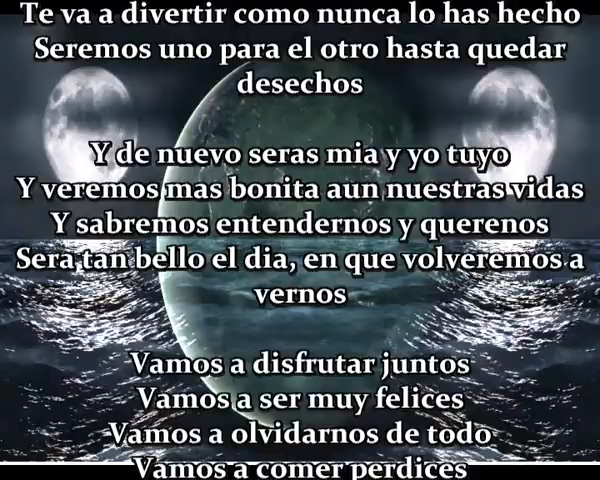 Te va a divertir como nunca lo has hecho
Seremos uno para el otro hasta quedar
desechos
Y de nuevo seras mia y yo tuyo
Y veremos mas bonita aun nuestras vidas
Y sabremos entendernos y querenos
Sera tan bello el dia, en que volveremos a
vernos
Vamos a disfrutar juntos
Vamos a ser muy felices
Vamos a olvidarnos de todo
Vamos a comer perdices